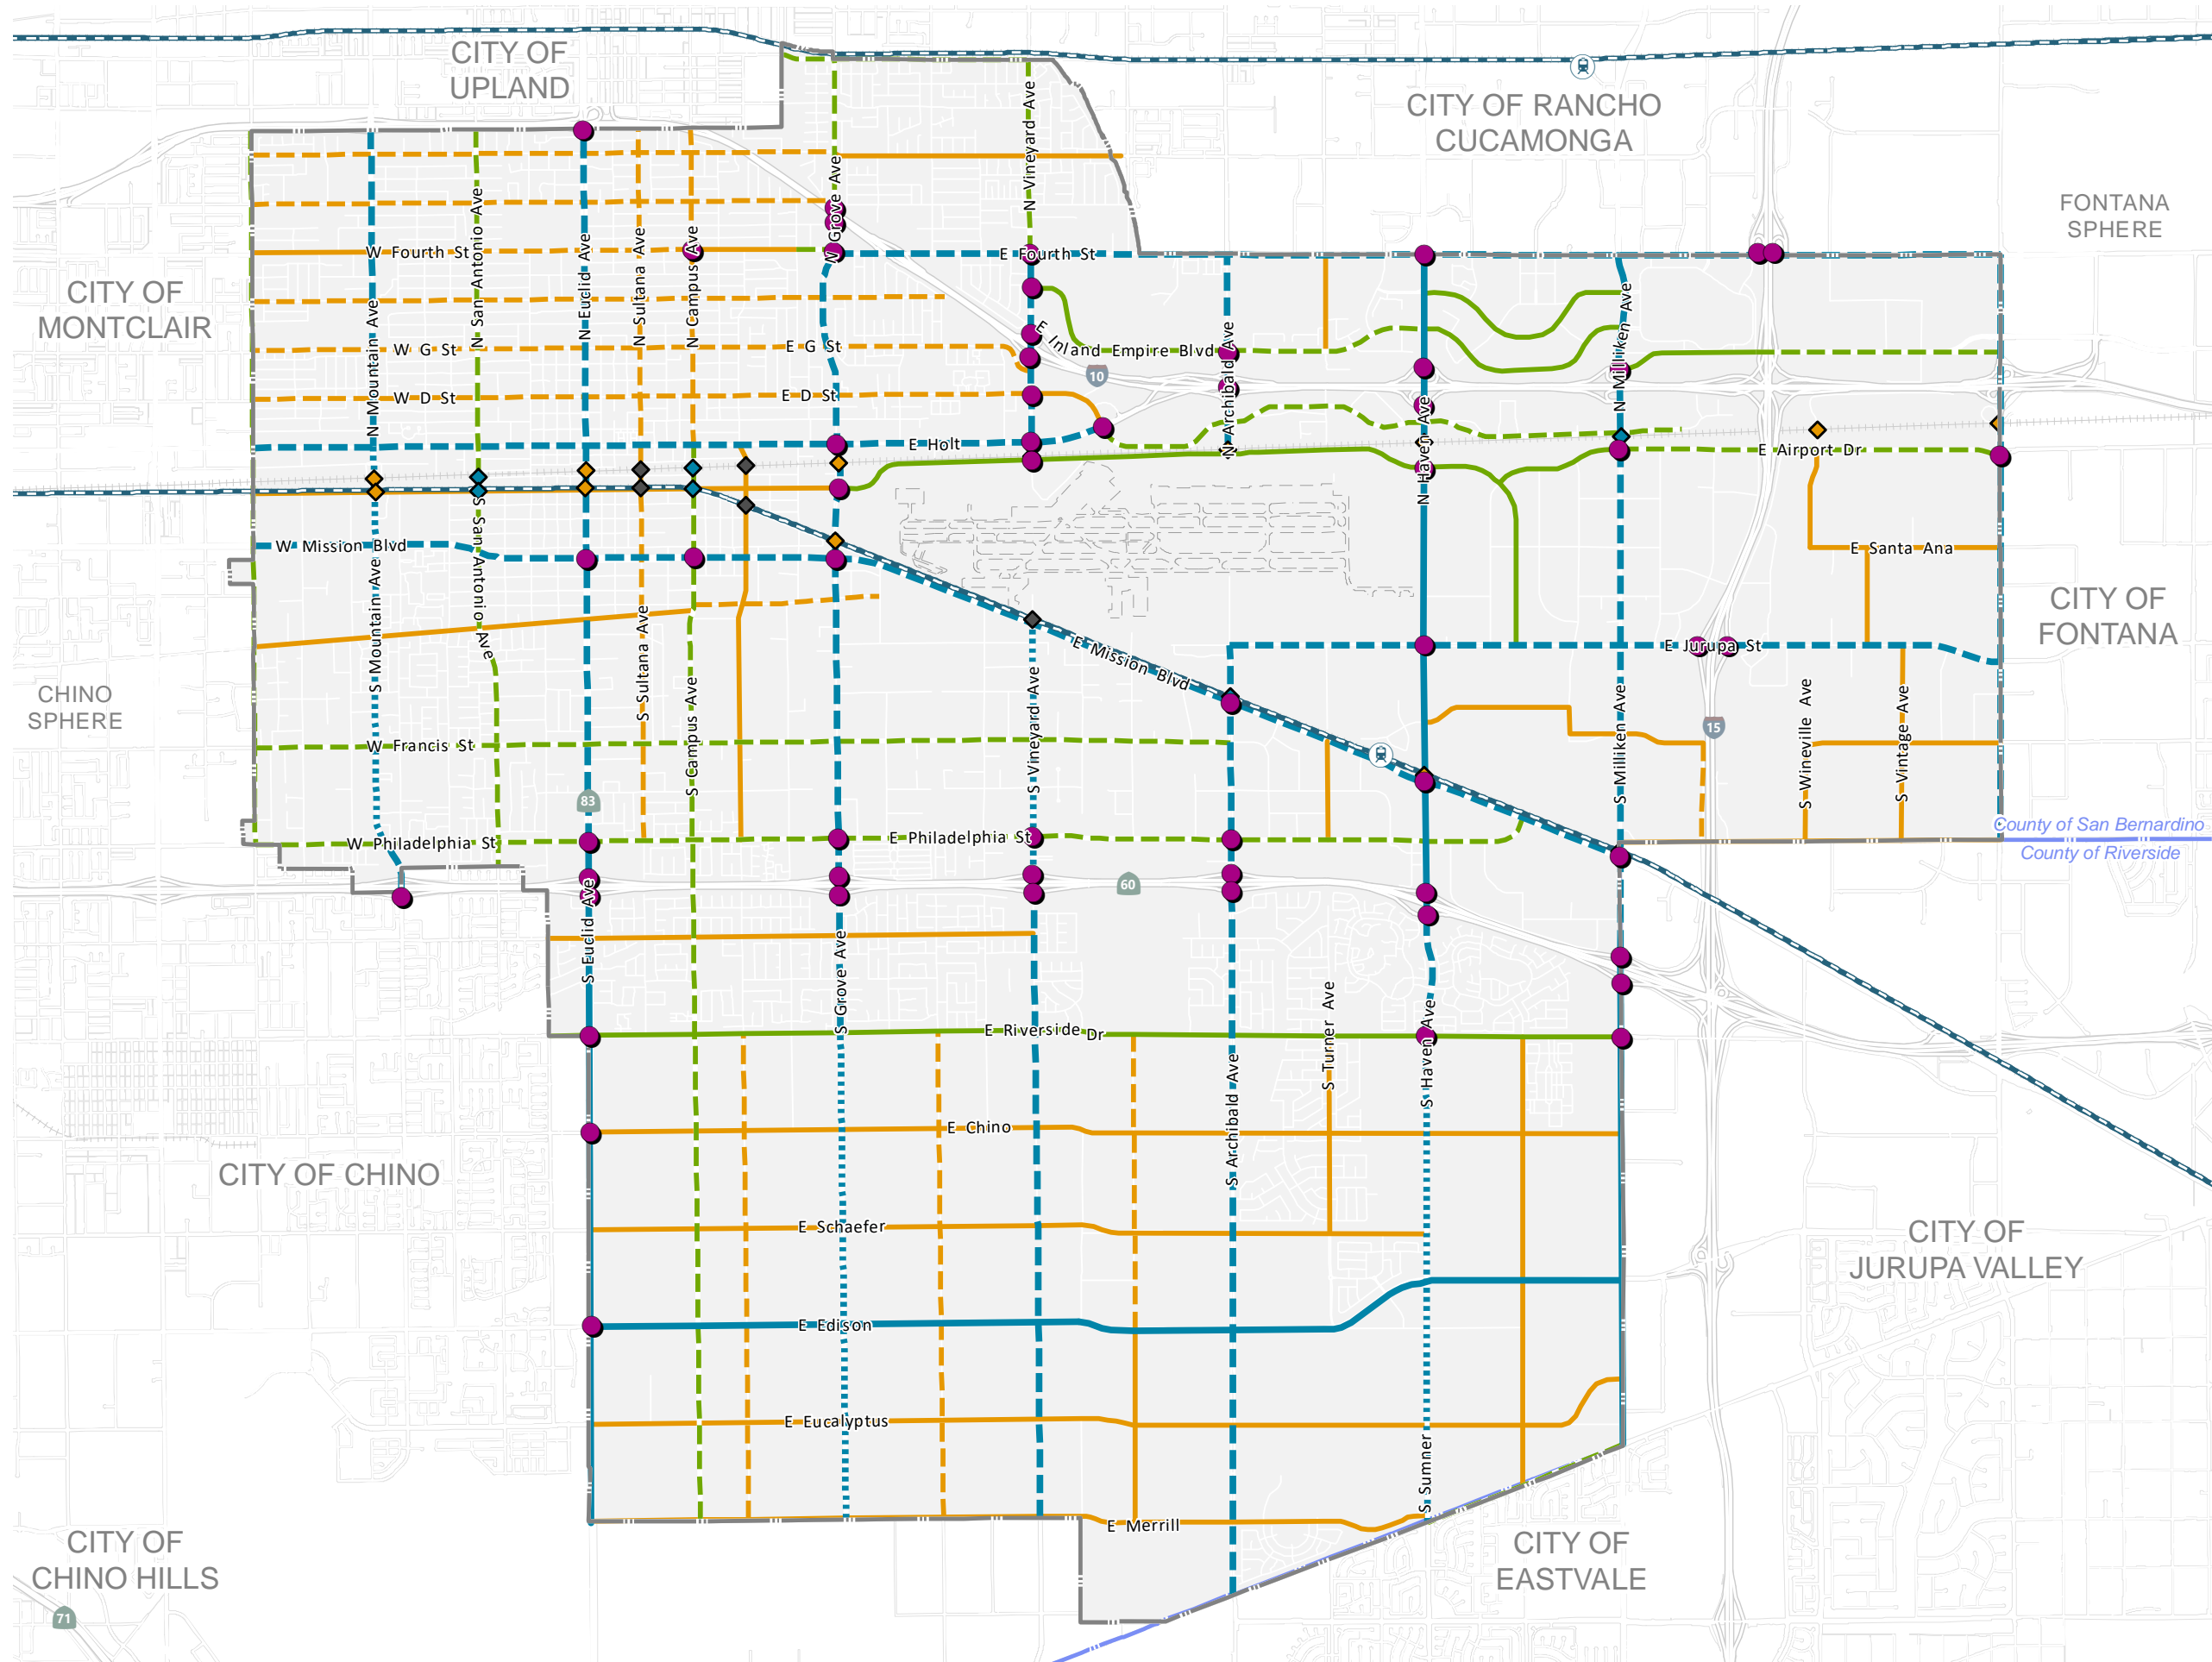 CITY OF
UPLAND
CITY OF RANCHO
CUCAMONGA
FONTANA
SPHERE
CITY OF
MONTCLAIR
CITY OF
FONTANA
CHINO
SPHERE
CITY OF CHINO
CITY OF
JURUPA VALLEY
CITY OF
CHINO HILLS
CITY OF
EASTVALE
County of San Bernardino
County of Riverside
N Mountain Ave
N San Antonio Ave
N Euclid Ave
N Sultana Ave
N Campus Ave
N Grove Ave
N Vineyard Ave
N Archibald Ave
N Haven Ave
N Milliken Ave
W Fourth St
E Fourth St
W G St
E G St
E Inland Empire Blvd
10
W D St
E D St
E Holt
E Airport Dr
W Mission Blvd
E Mission Blvd
E Santa Ana
E Jurupa St
S Mountain Ave
S San Antonio Ave
S Sultana Ave
S Campus Ave
S Vineyard Ave
S Milliken Ave
15
S Wineville Ave
S Vintage Ave
W Francis St
83
W Philadelphia St
E Philadelphia St
60
S Euclid Ave
S Grove Ave
S Archibald Ave
S Turner Ave
S Haven Ave
E Riverside Dr
E Chino
E Schaefer
E Edison
E Eucalyptus
S Sumner
E Merrill
71